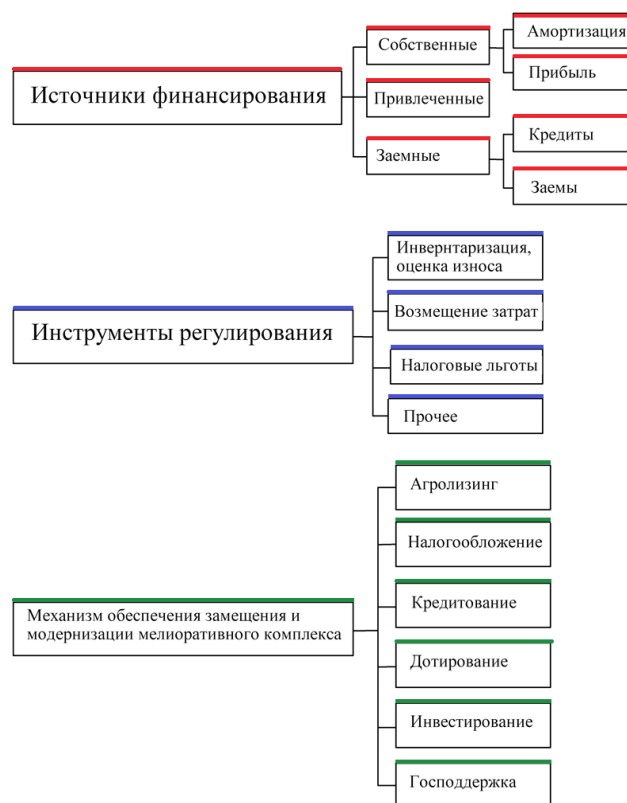 Источники финансирования
Собственные
Амортизация
Прибыль
Привлеченные
Заемные
Кредиты
Заемы
Инструменты регулирования
Инвернтаризация,
оценка износа
Возмещение затрат
Налоговые льготы
Прочее
Механизм обеспечения замещения и
модернизации мелиоративного комплекса
Агролизинг
Налогообложение
Кредитование
Дотирование
Инвестирование
Господдержка